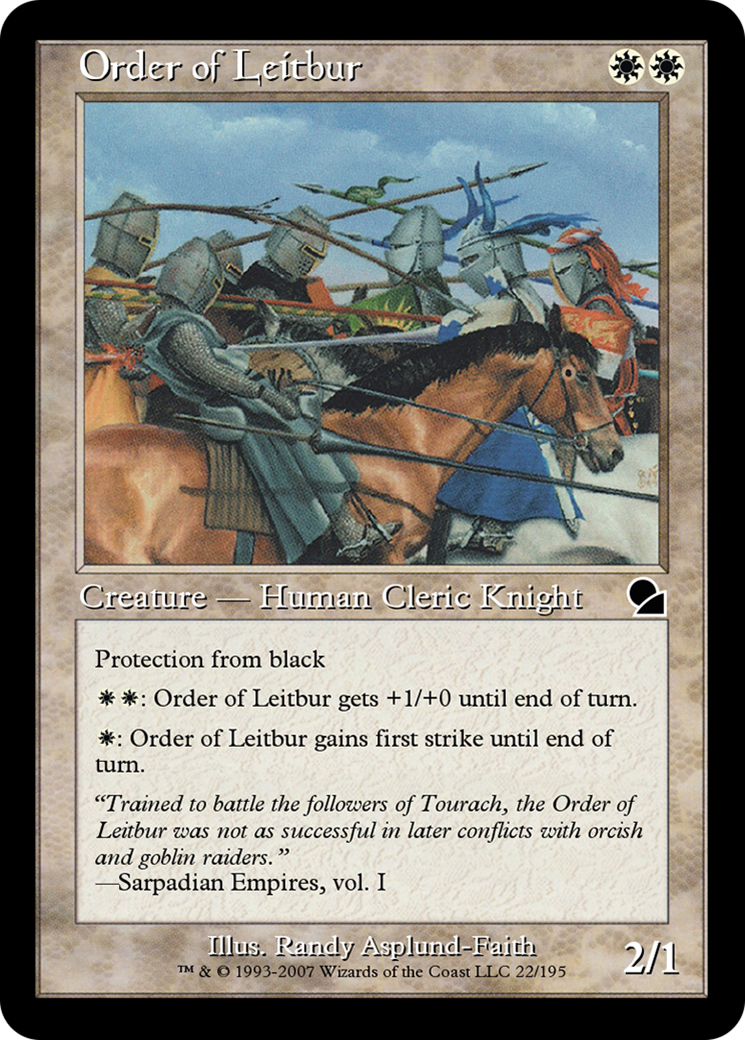 Order of Leitbur
Creature — Human Cleric Knight
Protection from black
: Order of Leitbur gets +1/+0 until end of turn.
: Order of Leitbur gains first strike until end of
turn.
“Trained to battle the followers of Tourach, the Order of
Leitbur was not as successful in later conflicts with orcish
and goblin raiders.”
—Sarpadian Empires, vol. I
Illus. Randy Asplund-Faith
™ & © 1993-2007 Wizards of the Coast LLC 22/195
2/1